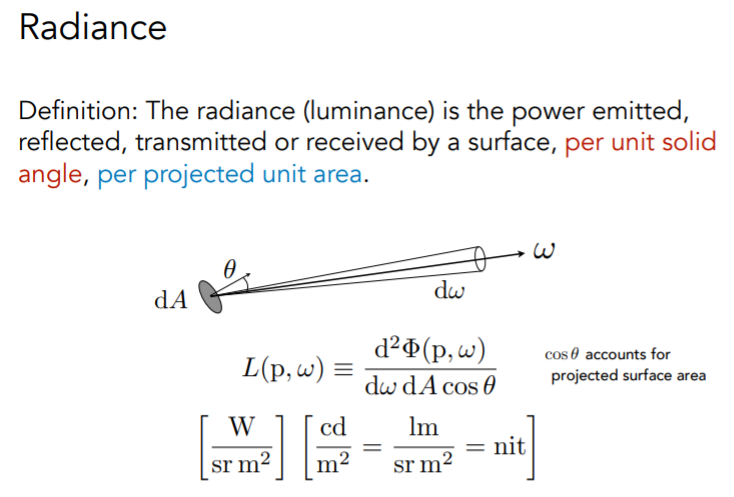 Radiance
Definition: The radiance (luminance) is the power emitted,
reflected, transmitted or received by a surface, per unit solid
angle, per projected unit area.
θ
ω
dA
dω
L(p, ω) ≡ d²Φ(p, ω) / dω dA cos θ
cos θ accounts for
projected surface area
[W / sr m²] [cd / m² = lm / sr m² = nit]